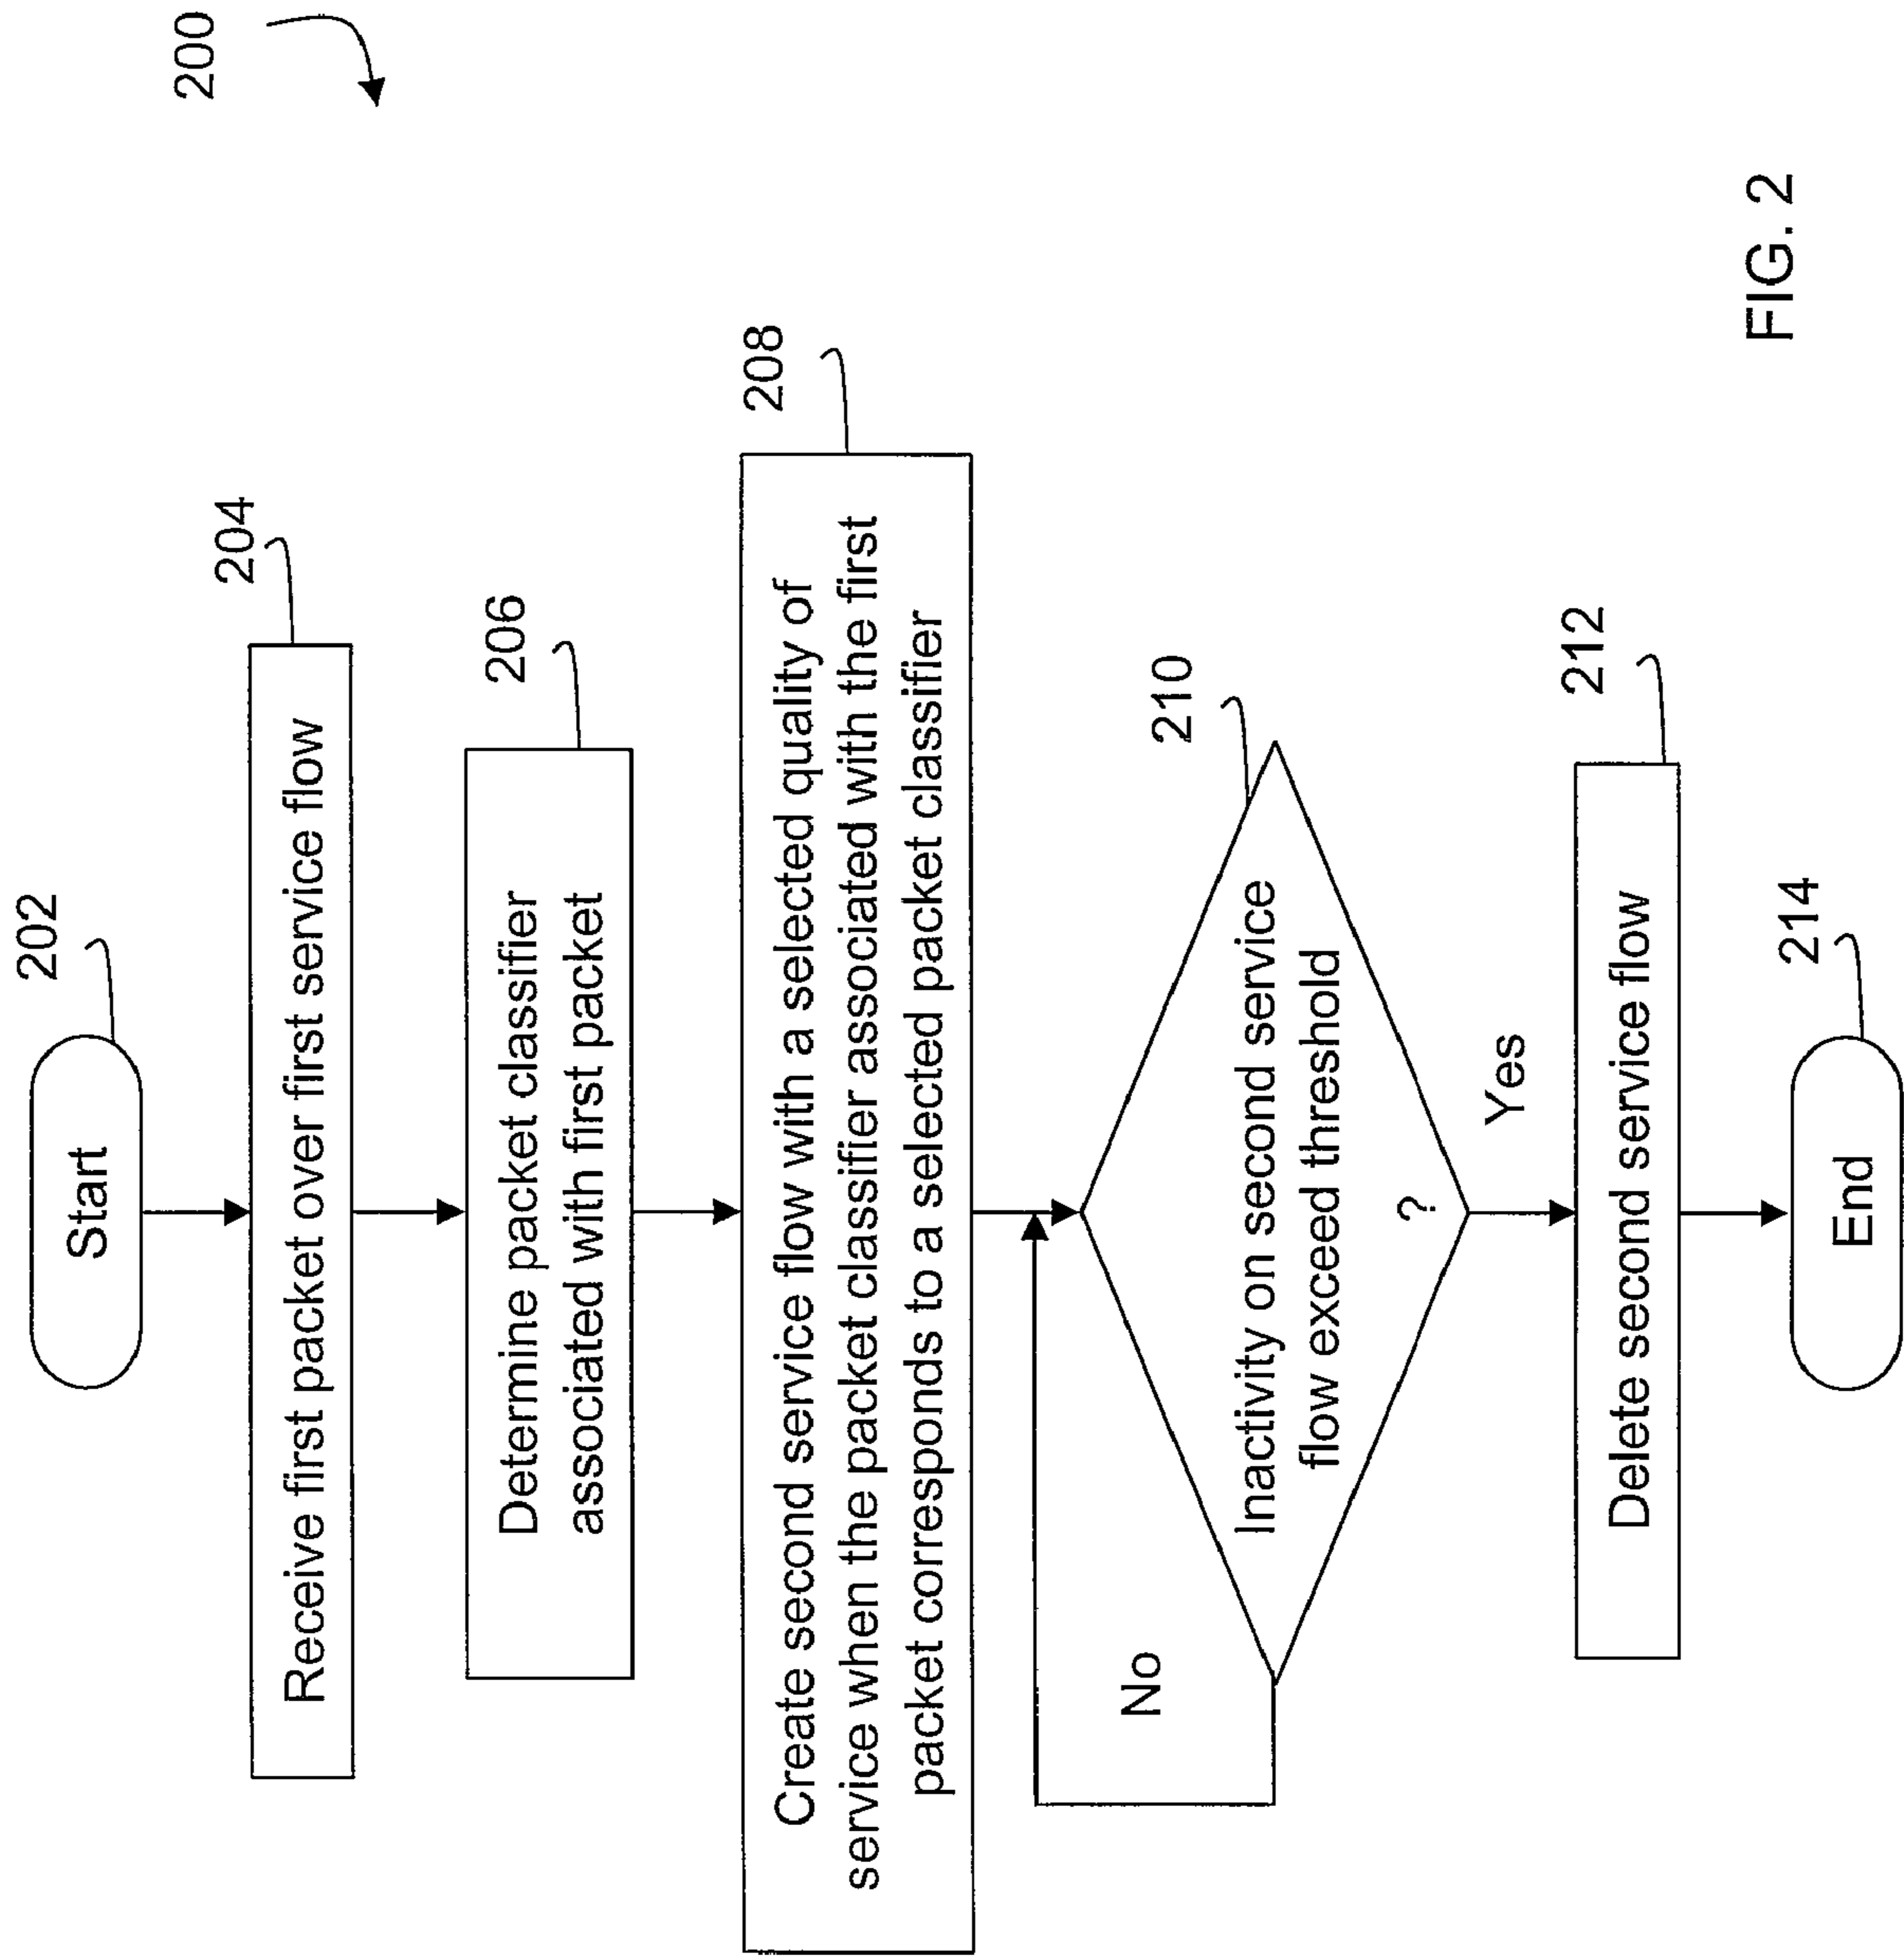 200
202
Start
204
Receive first packet over first service flow
206
Determine packet classifier
associated with first packet
208
Create second service flow with a selected quality of
service when the packet classifier associated with the first
packet corresponds to a selected packet classifier
210
Inactivity on second service
flow exceed threshold
?
No
Yes
212
Delete second service flow
214
End
FIG. 2